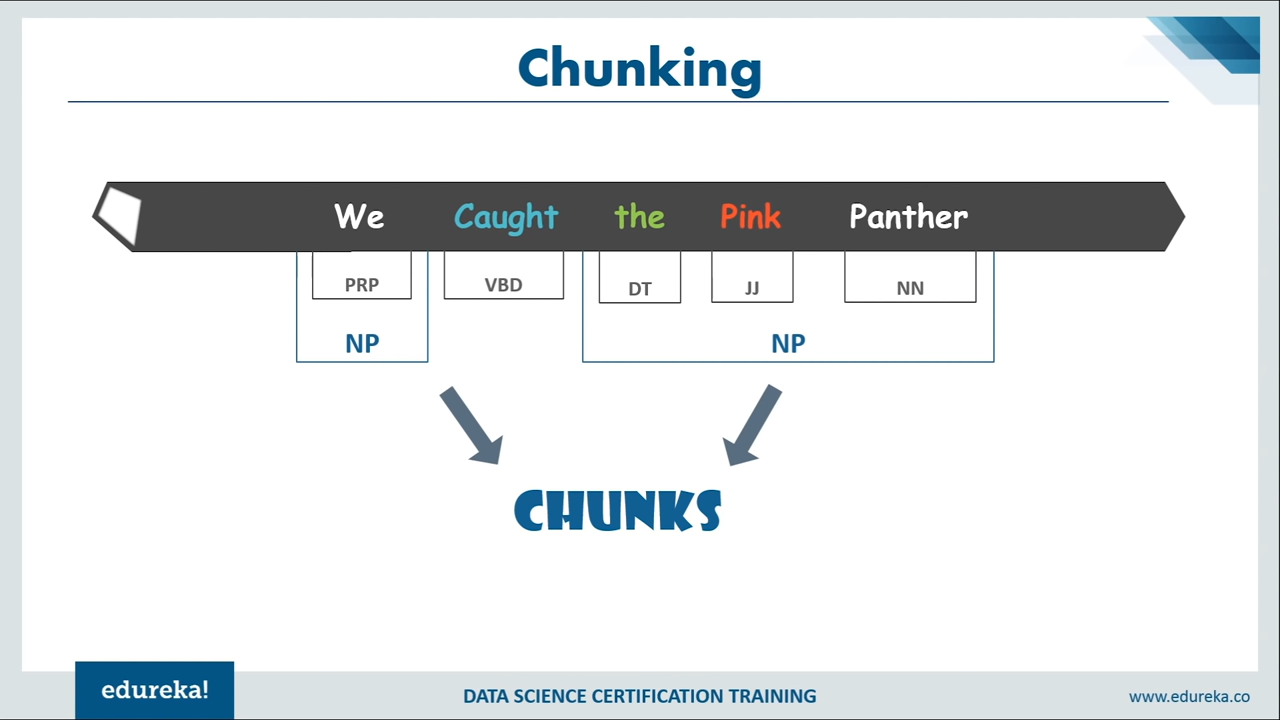 Chunking
We Caught the Pink Panther
PRP VBD DT JJ NN
NP NP
CHUNKS
edureka!
DATA SCIENCE CERTIFICATION TRAINING
www.edureka.co